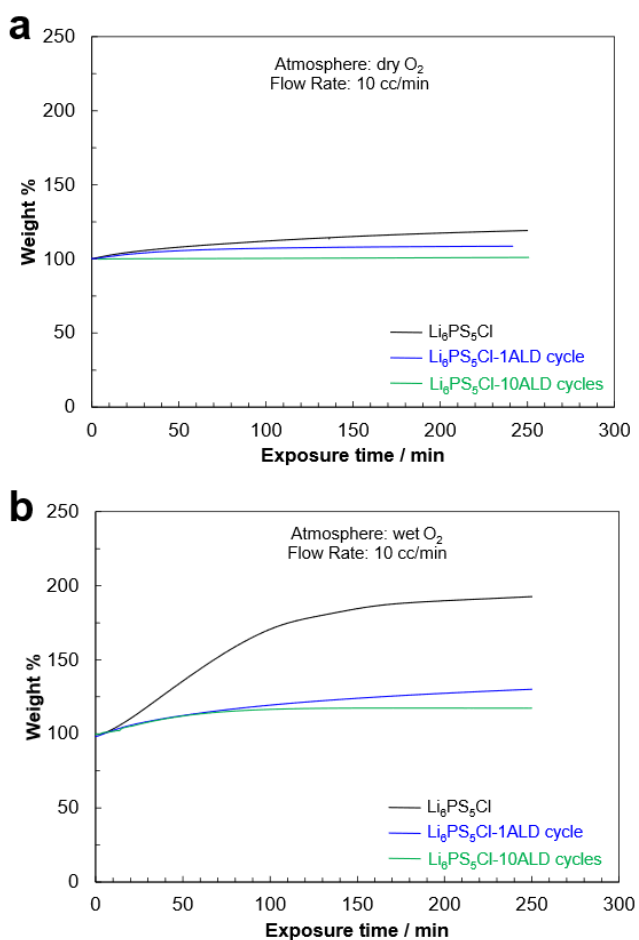 a
250
200
150
100
50
0
Weight %
Atmosphere: dry O₂
Flow Rate: 10 cc/min
Li₆PS₅Cl
Li₆PS₅Cl-1ALD cycle
Li₆PS₅Cl-10ALD cycles
0 50 100 150 200 250 300
Exposure time / min
b
250
200
150
100
50
0
Weight %
Atmosphere: wet O₂
Flow Rate: 10 cc/min
Li₆PS₅Cl
Li₆PS₅Cl-1ALD cycle
Li₆PS₅Cl-10ALD cycles
0 50 100 150 200 250 300
Exposure time / min